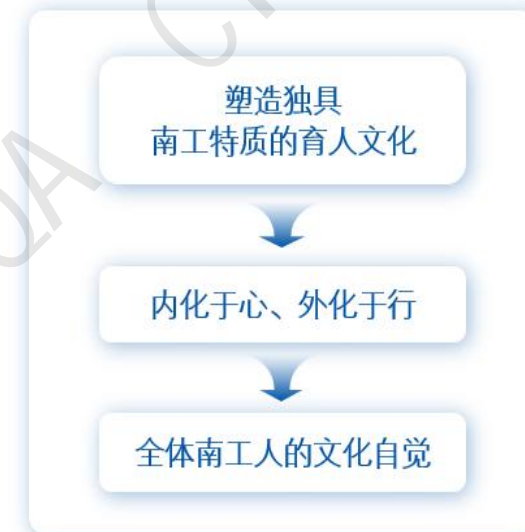 塑造独具
南工特质的育人文化
内化于心、外化于行
全体南工人的文化自觉